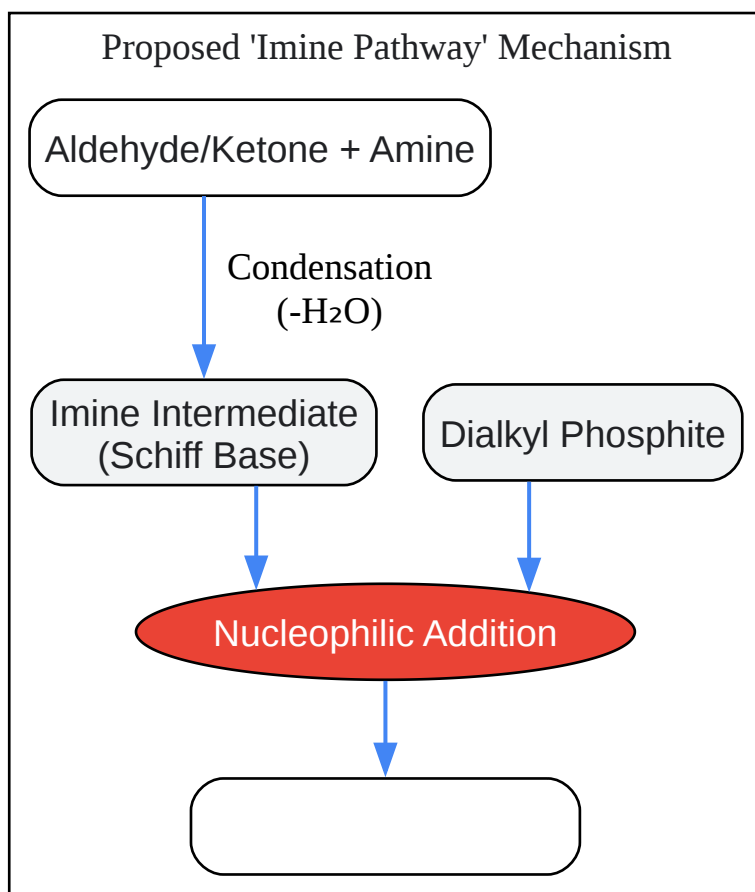 Proposed 'Imine Pathway' Mechanism
Aldehyde/Ketone + Amine
Condensation
(-H₂O)
Imine Intermediate
(Schiff Base)
Dialkyl Phosphite
Nucleophilic Addition